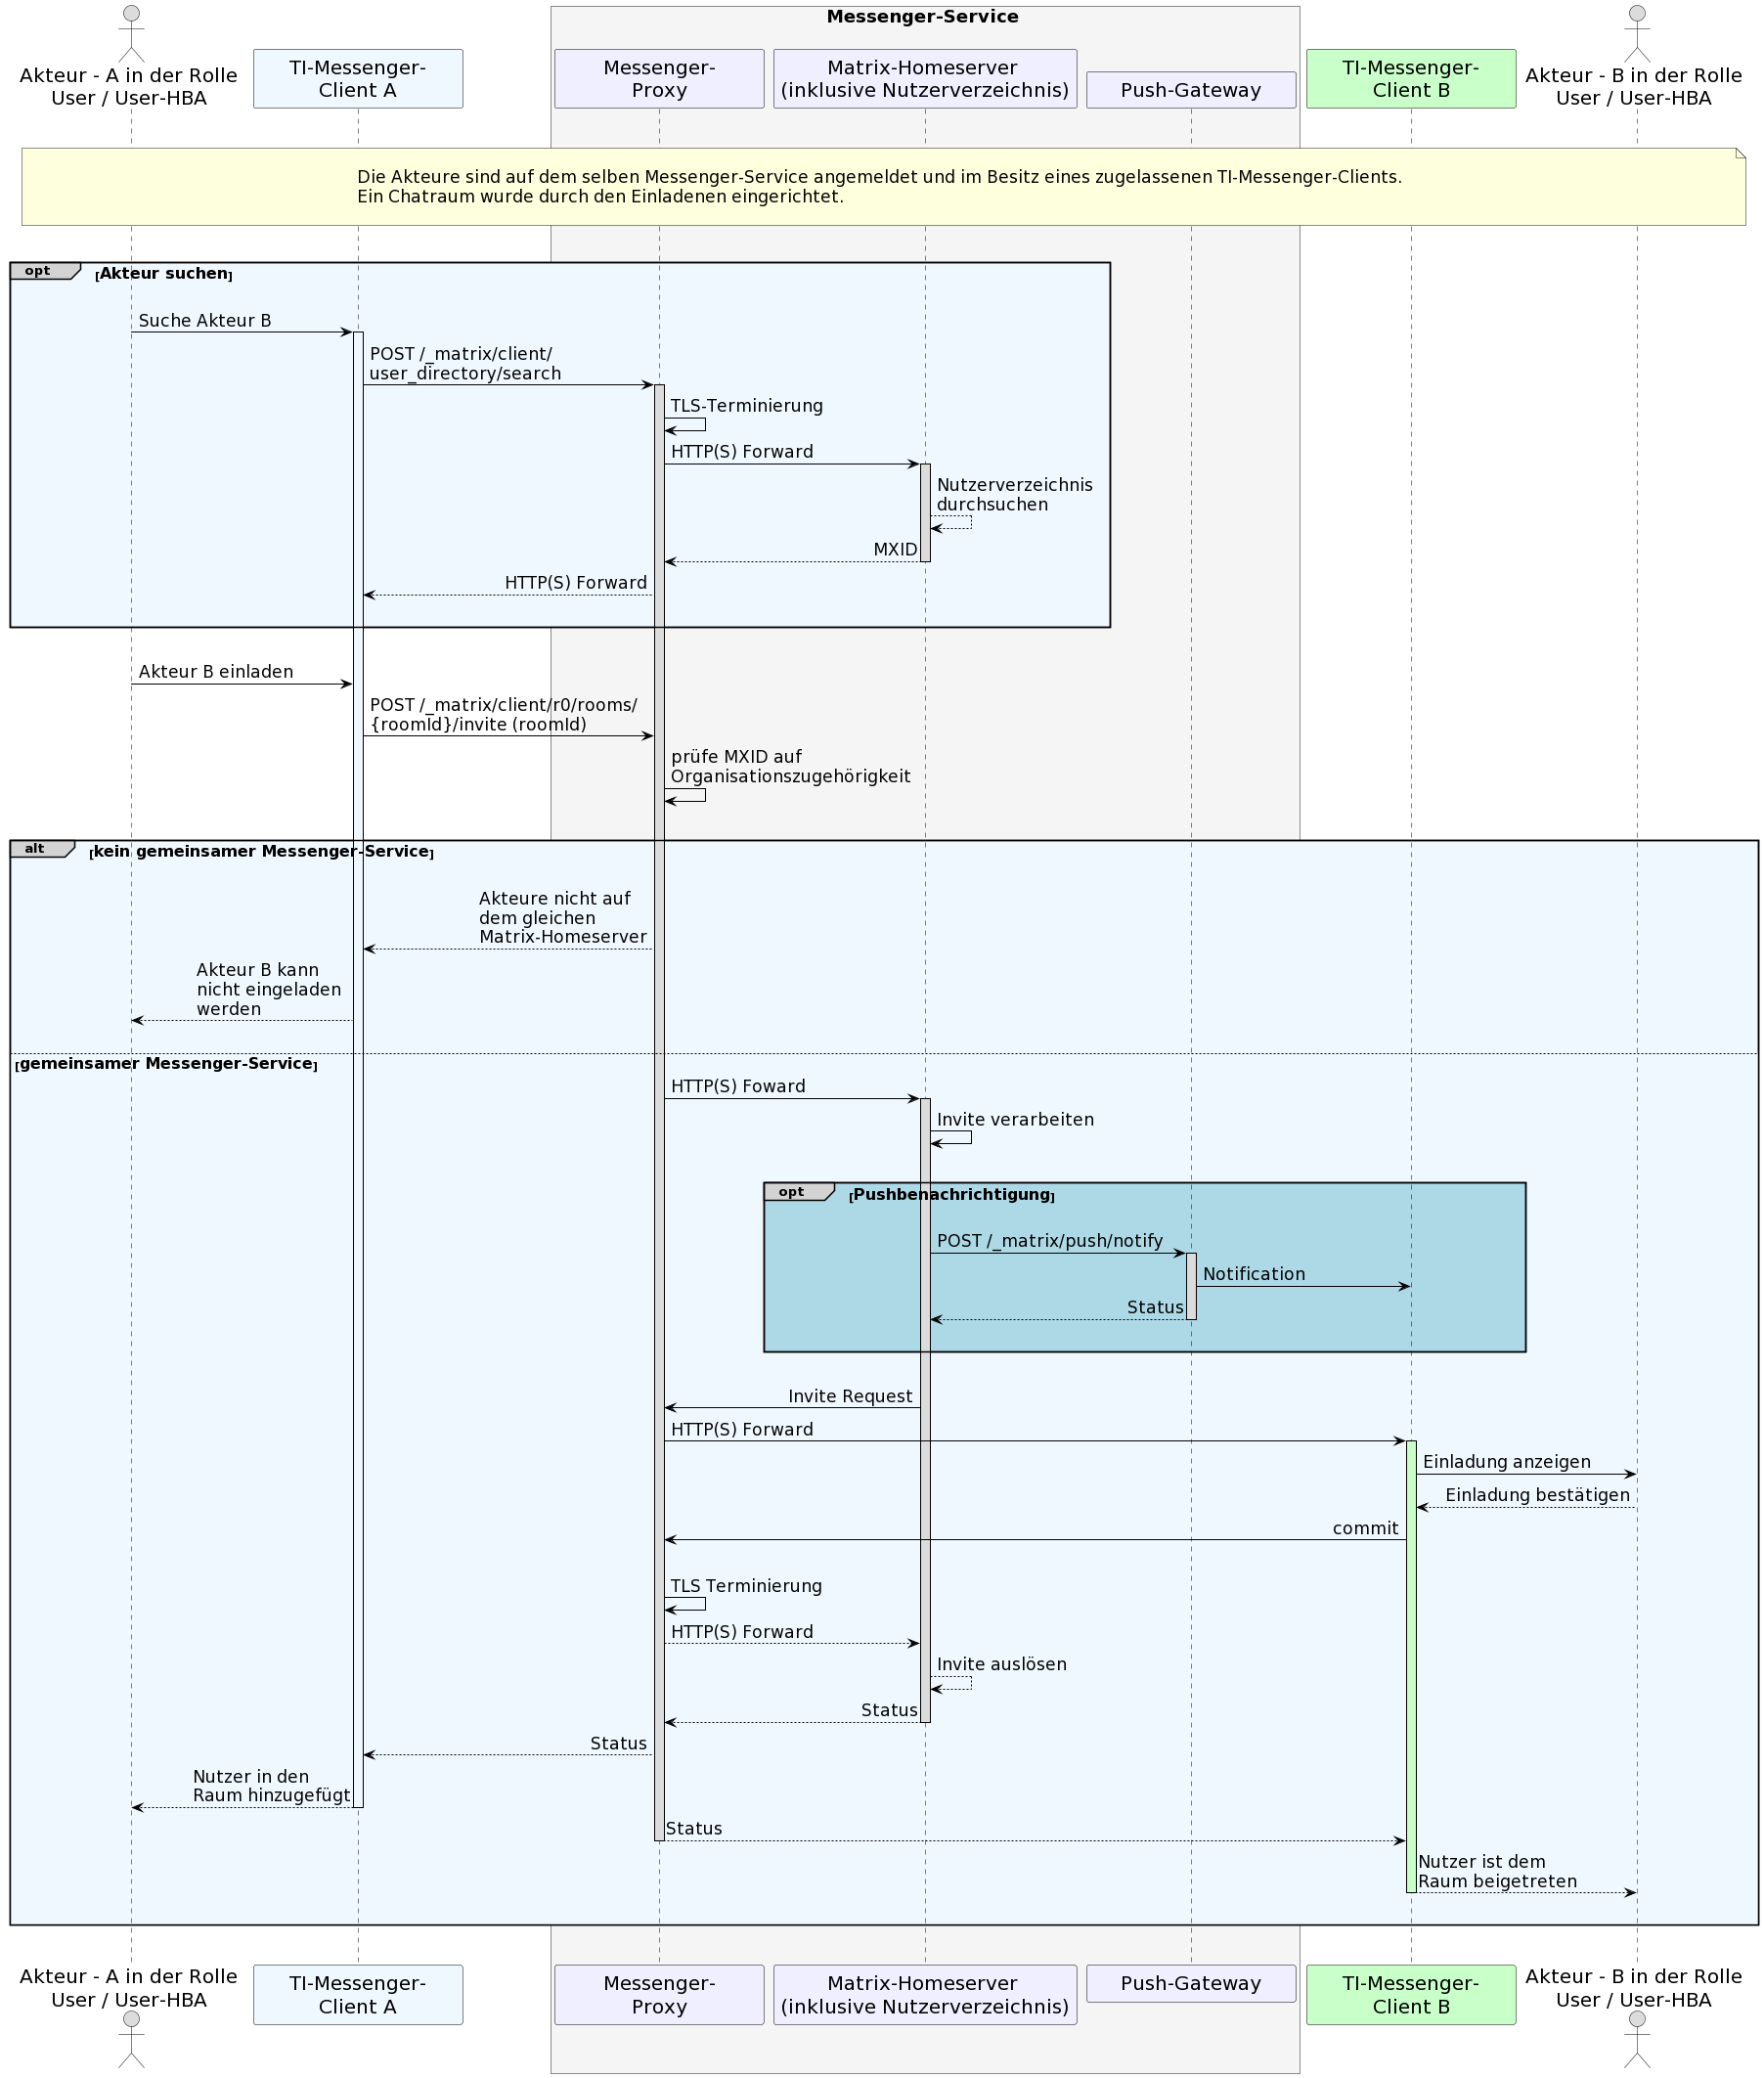 Messenger-Service
Akteur - A in der Rolle
User / User-HBA
TI-Messenger-
Client A
Messenger-
Proxy
Matrix-Homeserver
(inklusive Nutzerverzeichnis)
Push-Gateway
TI-Messenger-
Client B
Akteur - B in der Rolle
User / User-HBA
Die Akteure sind auf dem selben Messenger-Service angemeldet und im Besitz eines zugelassenen TI-Messenger-Clients.
Ein Chatraum wurde durch den Einladenen eingerichtet.
opt [Akteur suchen]
Suche Akteur B
POST /_matrix/client/
user_directory/search
TLS-Terminierung
HTTP(S) Forward
Nutzerverzeichnis
durchsuchen
MXID
HTTP(S) Forward
Akteur B einladen
POST /_matrix/client/r0/rooms/
{roomId}/invite (roomId)
prüfe MXID auf
Organisationszugehörigkeit
alt [kein gemeinsamer Messenger-Service]
Akteure nicht auf
dem gleichen
Matrix-Homeserver
Akteur B kann
nicht eingeladen
werden
[gemeinsamer Messenger-Service]
HTTP(S) Foward
Invite verarbeiten
opt [Pushbenachrichtigung]
POST /_matrix/push/notify
Notification
Status
Invite Request
HTTP(S) Forward
Einladung anzeigen
Einladung bestätigen
commit
TLS Terminierung
HTTP(S) Forward
Invite auslösen
Status
Status
Nutzer in den
Raum hinzugefügt
Status
Nutzer ist dem
Raum beigetreten
Akteur - A in der Rolle
User / User-HBA
TI-Messenger-
Client A
Messenger-
Proxy
Matrix-Homeserver
(inklusive Nutzerverzeichnis)
Push-Gateway
TI-Messenger-
Client B
Akteur - B in der Rolle
User / User-HBA